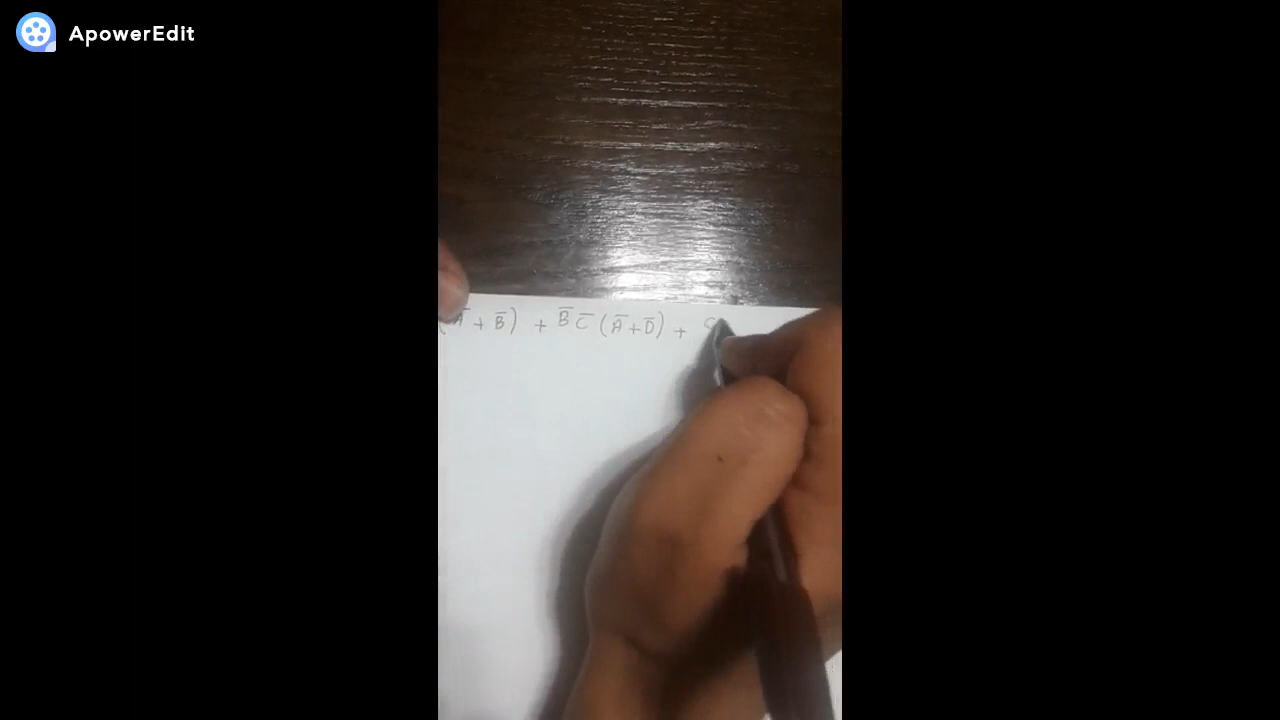 ApowerEdit
(Ā + B̄) + B̄ C̄ (Ā + D̄) + C